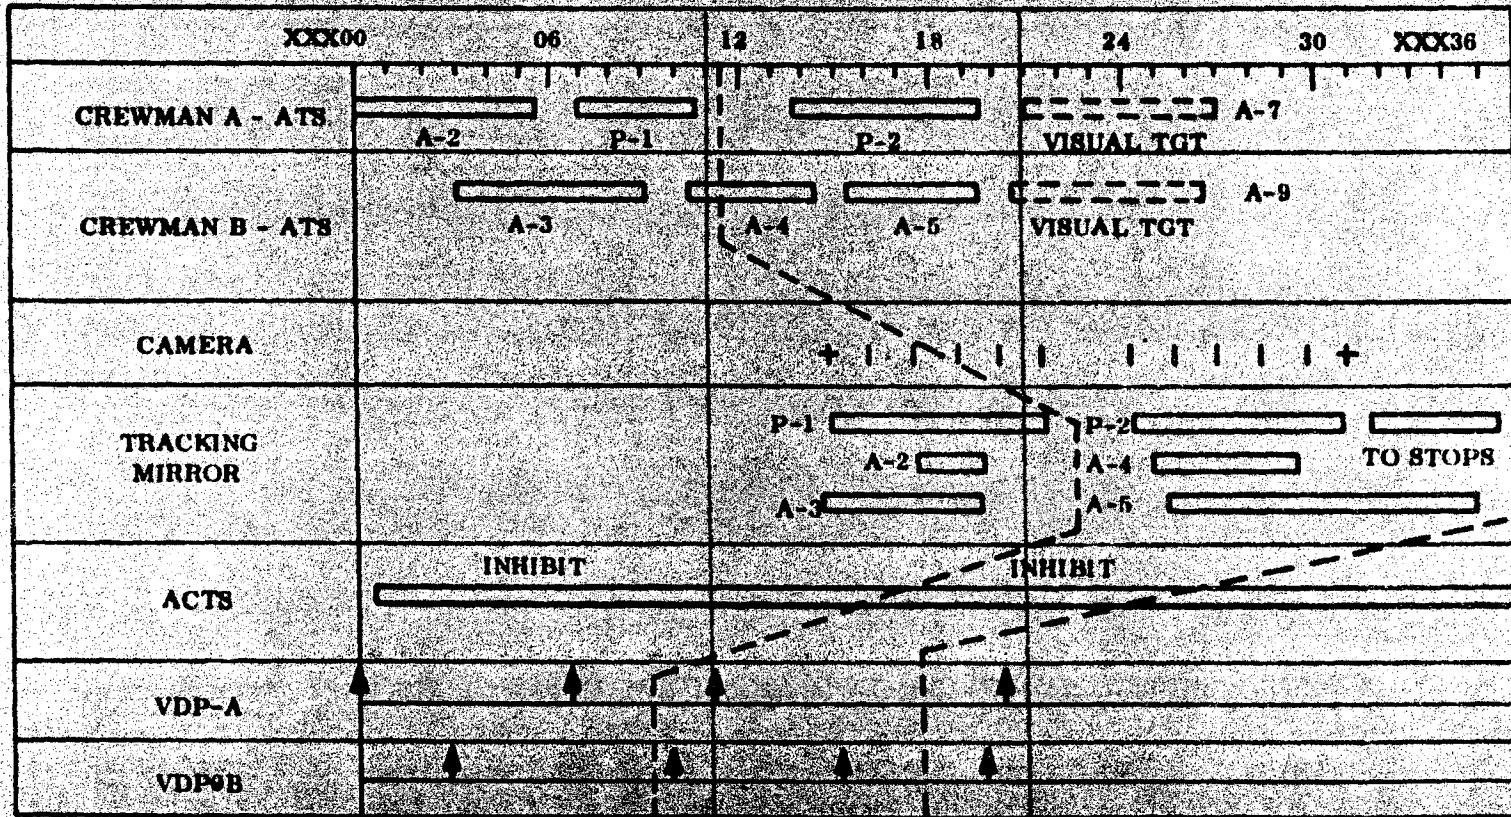 XXX00 06 12 18 24 30 XXX36
CREWMAN A - ATS
A-2 P-1 P-2 VISUAL TGT A-7
CREWMAN B - ATS
A-3 A-4 A-5 VISUAL TGT A-9
CAMERA
TRACKING
MIRROR
P-1 P-2
A-2 A-4 TO STOPS
A-3 A-5
ACTS
INHIBIT INHIBIT
VDP-A
VDP0B